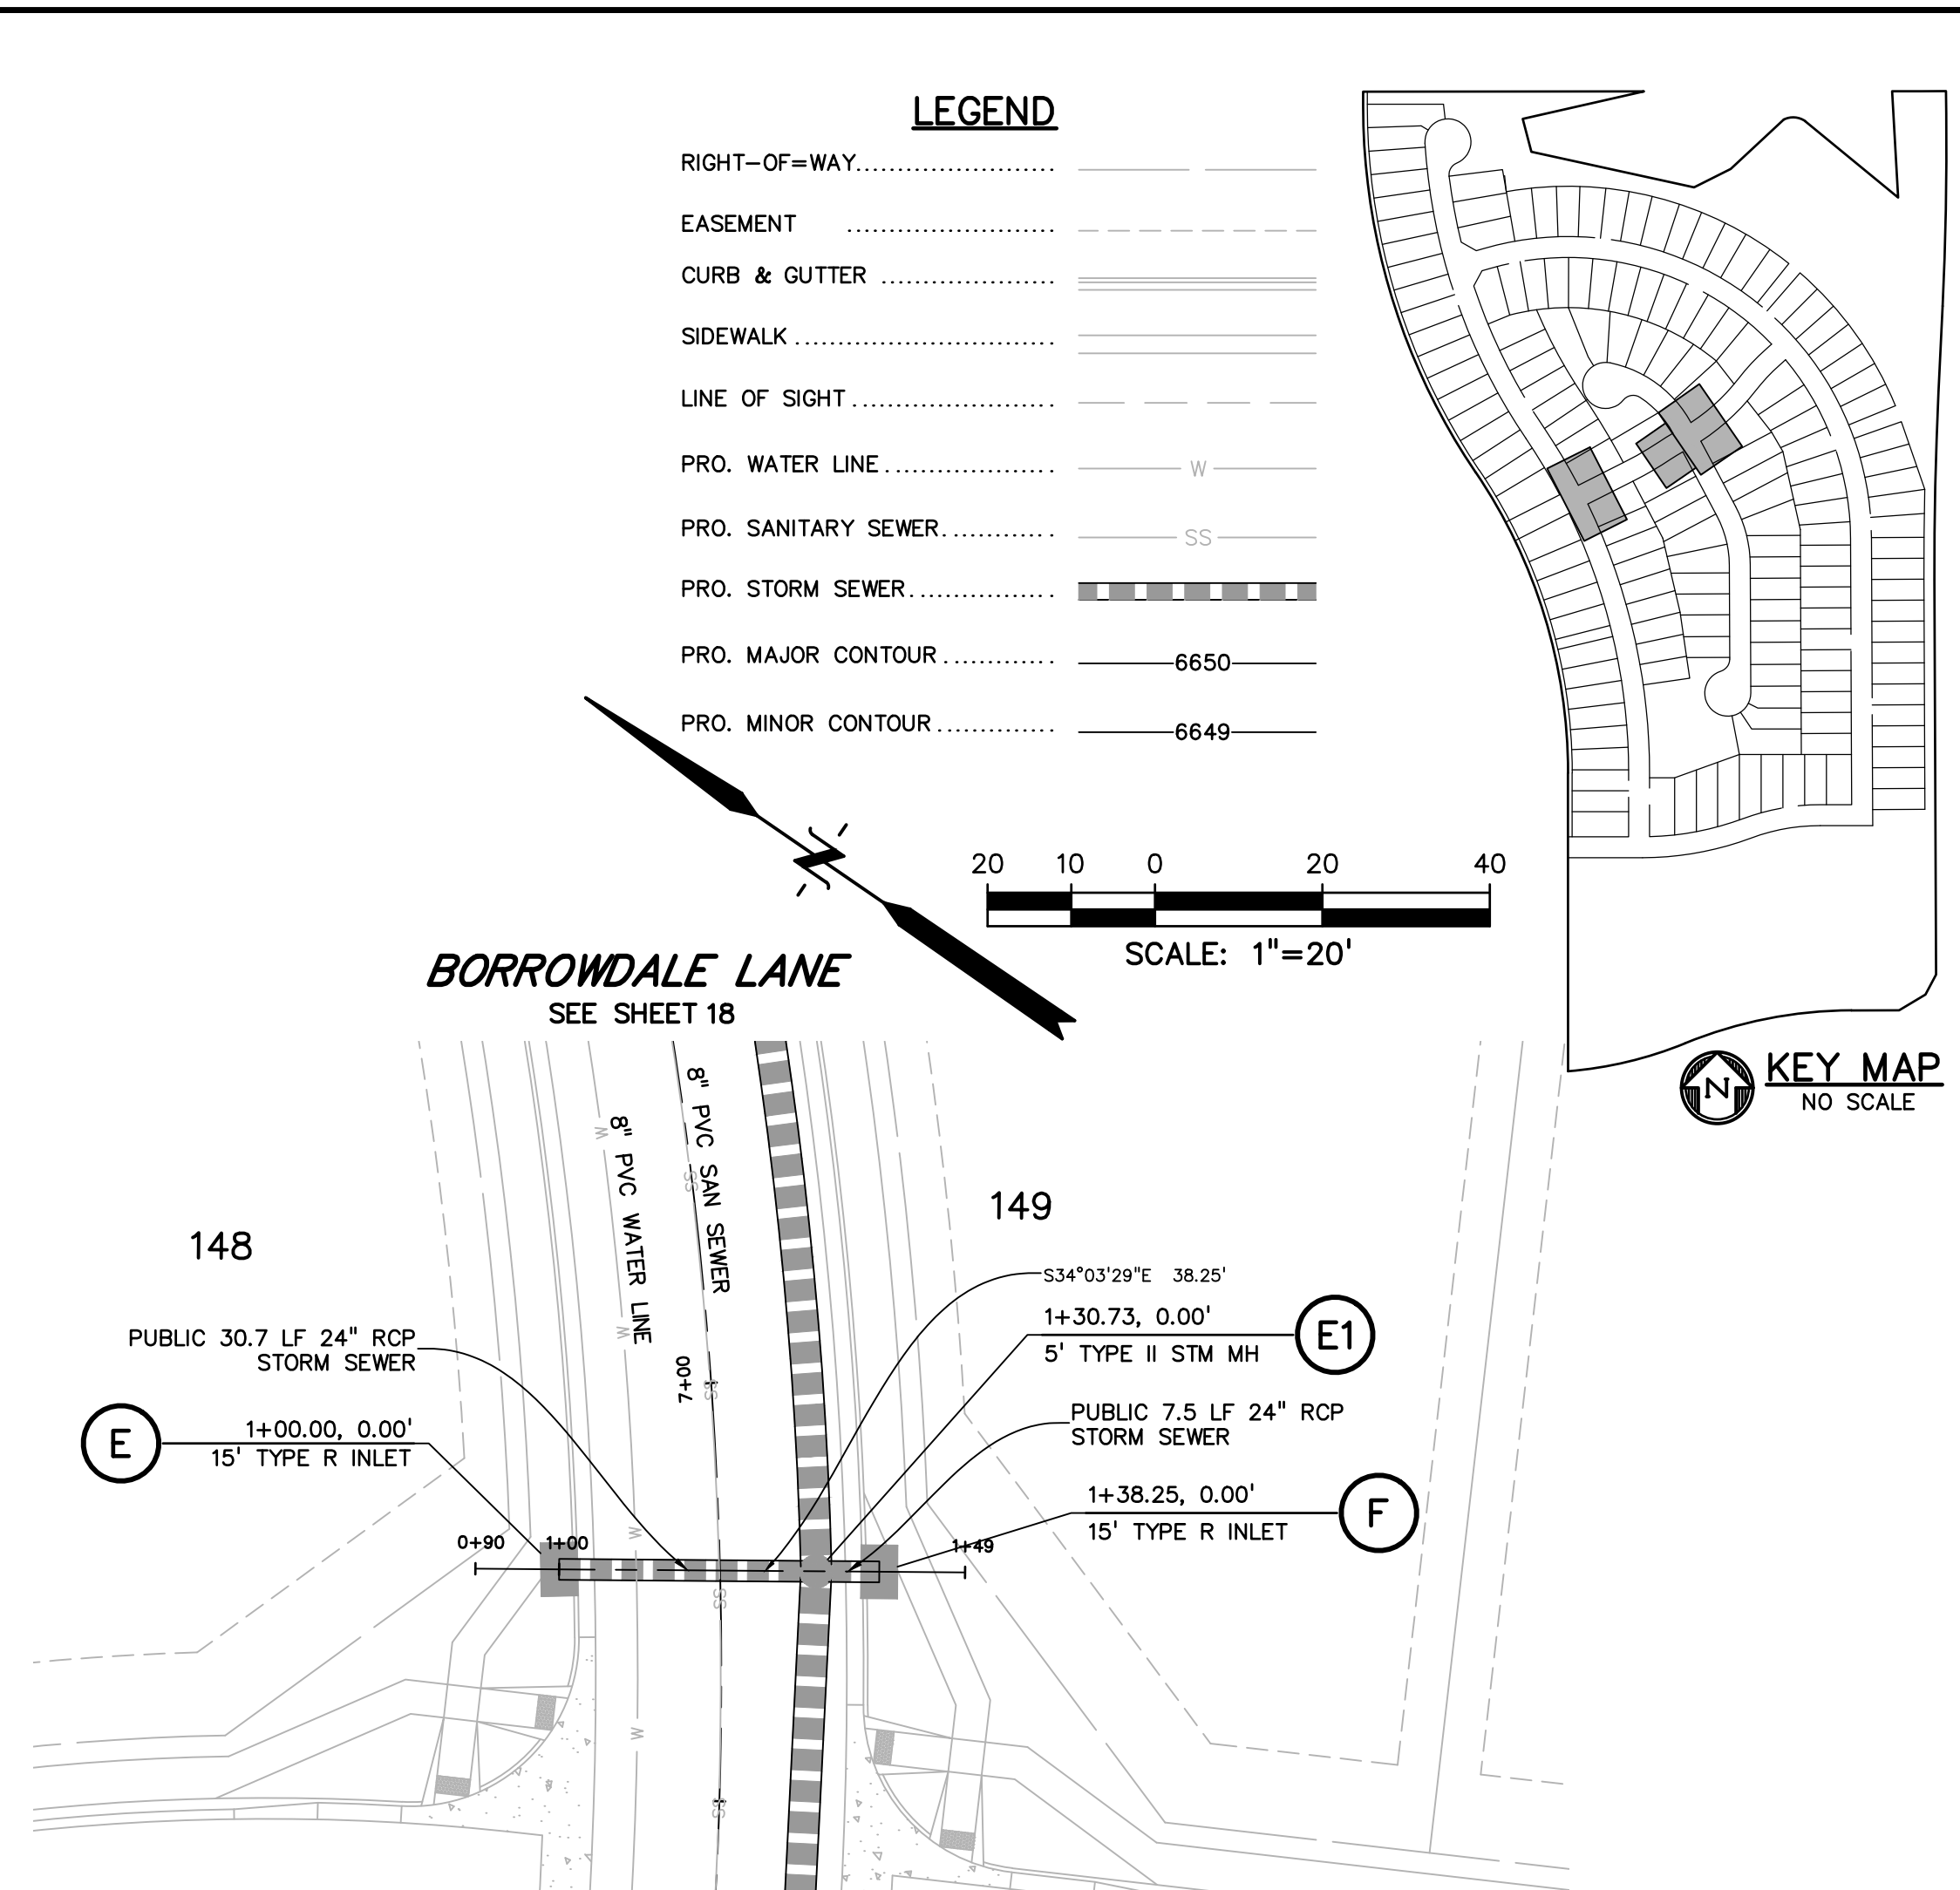 LEGEND
RIGHT-OF=WAY
EASEMENT
CURB & GUTTER
SIDEWALK
LINE OF SIGHT
PRO. WATER LINE W
PRO. SANITARY SEWER SS
PRO. STORM SEWER
PRO. MAJOR CONTOUR 6650
PRO. MINOR CONTOUR 6649
N
20 10 0 20 40
SCALE: 1"=20'
N
KEY MAP
NO SCALE
BORROWDALE LANE
SEE SHEET 18
8" PVC SAN SEWER
8" PVC WATER LINE
W
SS
148
149
S34°03'29"E 38.25'
1+30.73, 0.00'
E1
5' TYPE II STM MH
PUBLIC 30.7 LF 24" RCP
STORM SEWER
W
7+00
SS
PUBLIC 7.5 LF 24" RCP
STORM SEWER
E
1+00.00, 0.00'
15' TYPE R INLET
1+38.25, 0.00'
F
15' TYPE R INLET
0+90
1+00
1+49
W
SS
W
SS